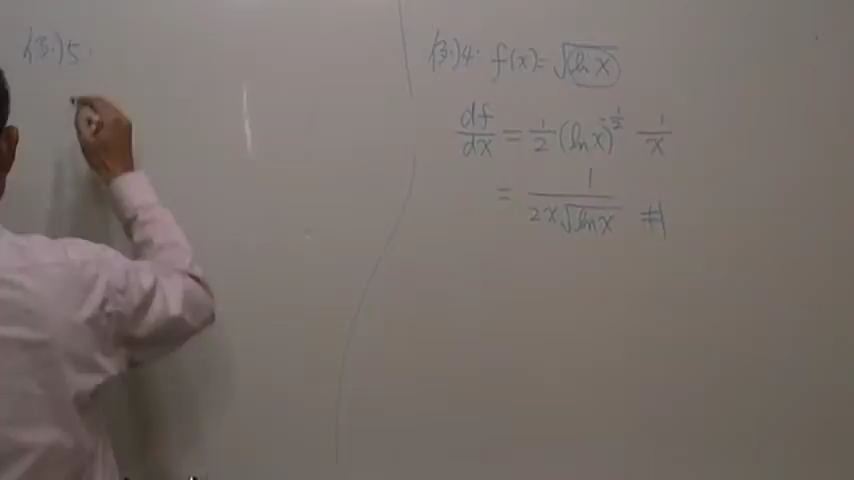 (3.)5.
(3.)4. f(x)= √(ln x)
df/dx = 1/2 (ln x)^(-1/2) 1/x
= 1/(2x√(ln x)) #